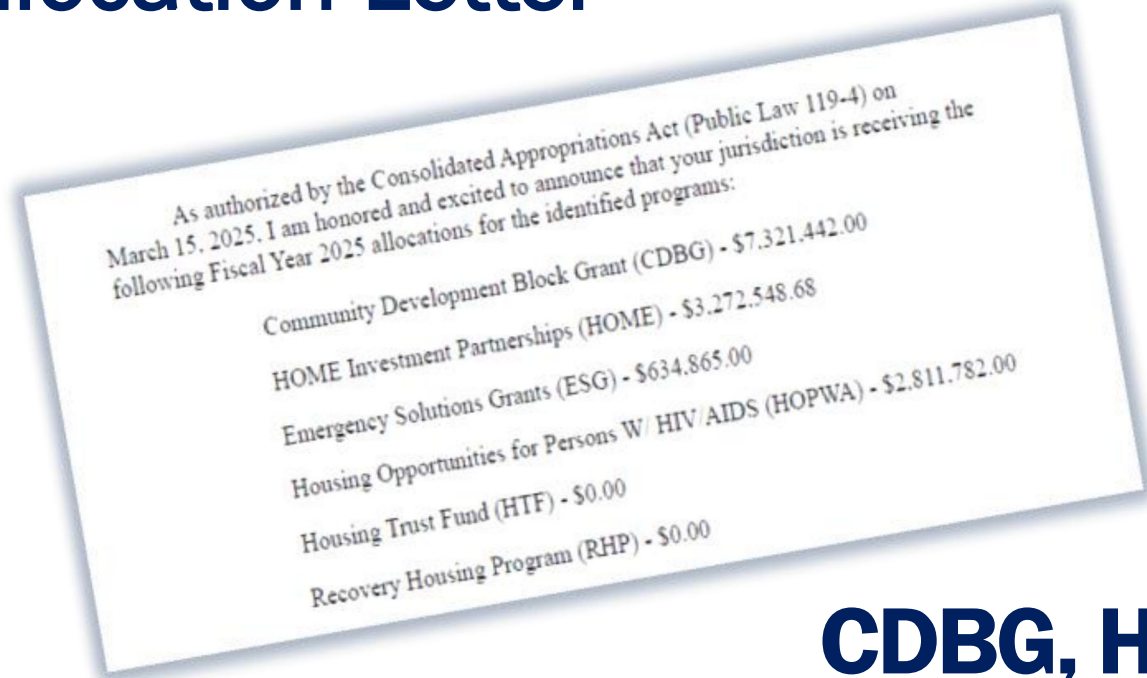 llocation Letter
As authorized by the Consolidated Appropriations Act (Public Law 119-4) on
March 15, 2025, I am honored and excited to announce that your jurisdiction is receiving the
following Fiscal Year 2025 allocations for the identified programs:
Community Development Block Grant (CDBG) - $7,321,442.00
HOME Investment Partnerships (HOME) - $3,272,548.68
Emergency Solutions Grants (ESG) - $634,865.00
Housing Opportunities for Persons W/ HIV/AIDS (HOPWA) - $2,811,782.00
Housing Trust Fund (HTF) - $0.00
Recovery Housing Program (RHP) - $0.00
CDBG, H